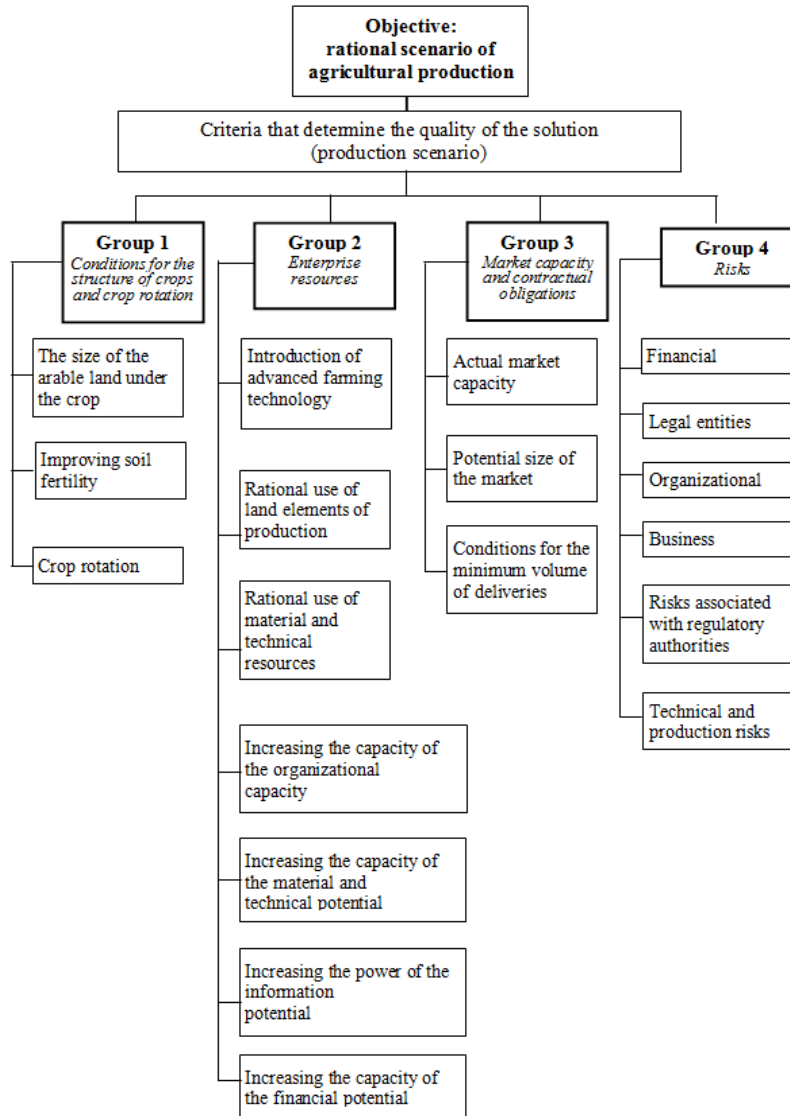 Objective:
rational scenario of
agricultural production
Criteria that determine the quality of the solution
(production scenario)
Group 1
Conditions for the
structure of crops
and crop rotation
The size of the
arable land under
the crop
Improving soil
fertility
Crop rotation
Group 2
Enterprise
resources
Introduction of
advanced farming
technology
Rational use of
land elements of
production
Rational use of
material and
technical
resources
Increasing the capacity of
the organizational
capacity
Increasing the capacity of
the material and
technical potential
Increasing the power of the
information
potential
Increasing the capacity of
the financial potential
Group 3
Market capacity
and contractual
obligations
Actual market
capacity
Potential size of
the market
Conditions for the
minimum volume
of deliveries
Group 4
Risks
Financial
Legal entities
Organizational
Business
Risks associated
with regulatory
authorities
Technical and
production risks